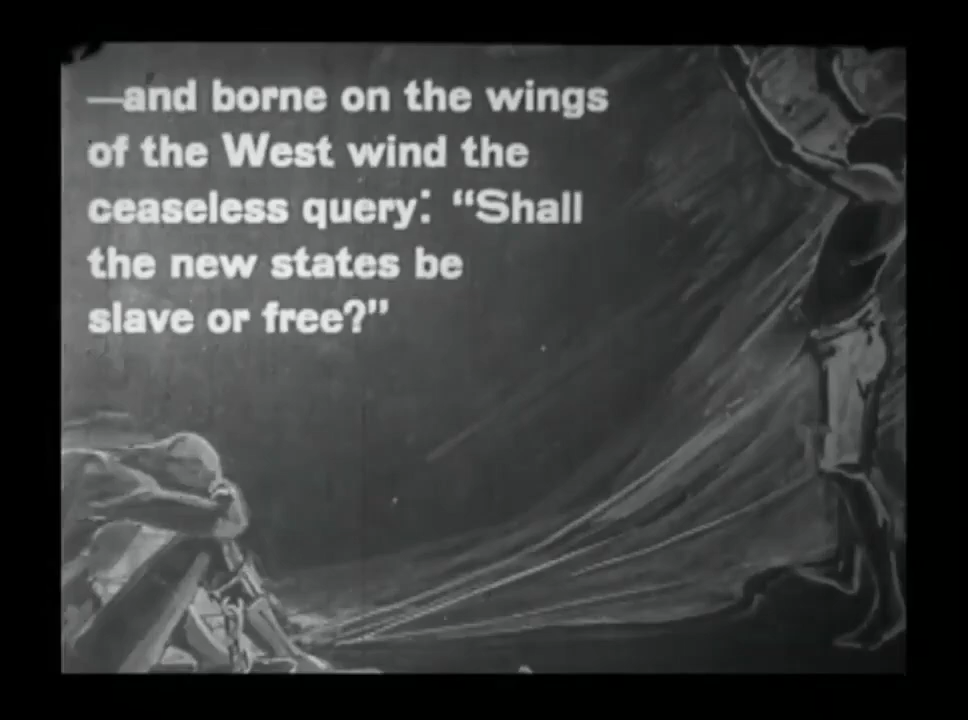 —and borne on the wings
of the West wind the
ceaseless query: “Shall
the new states be
slave or free?”